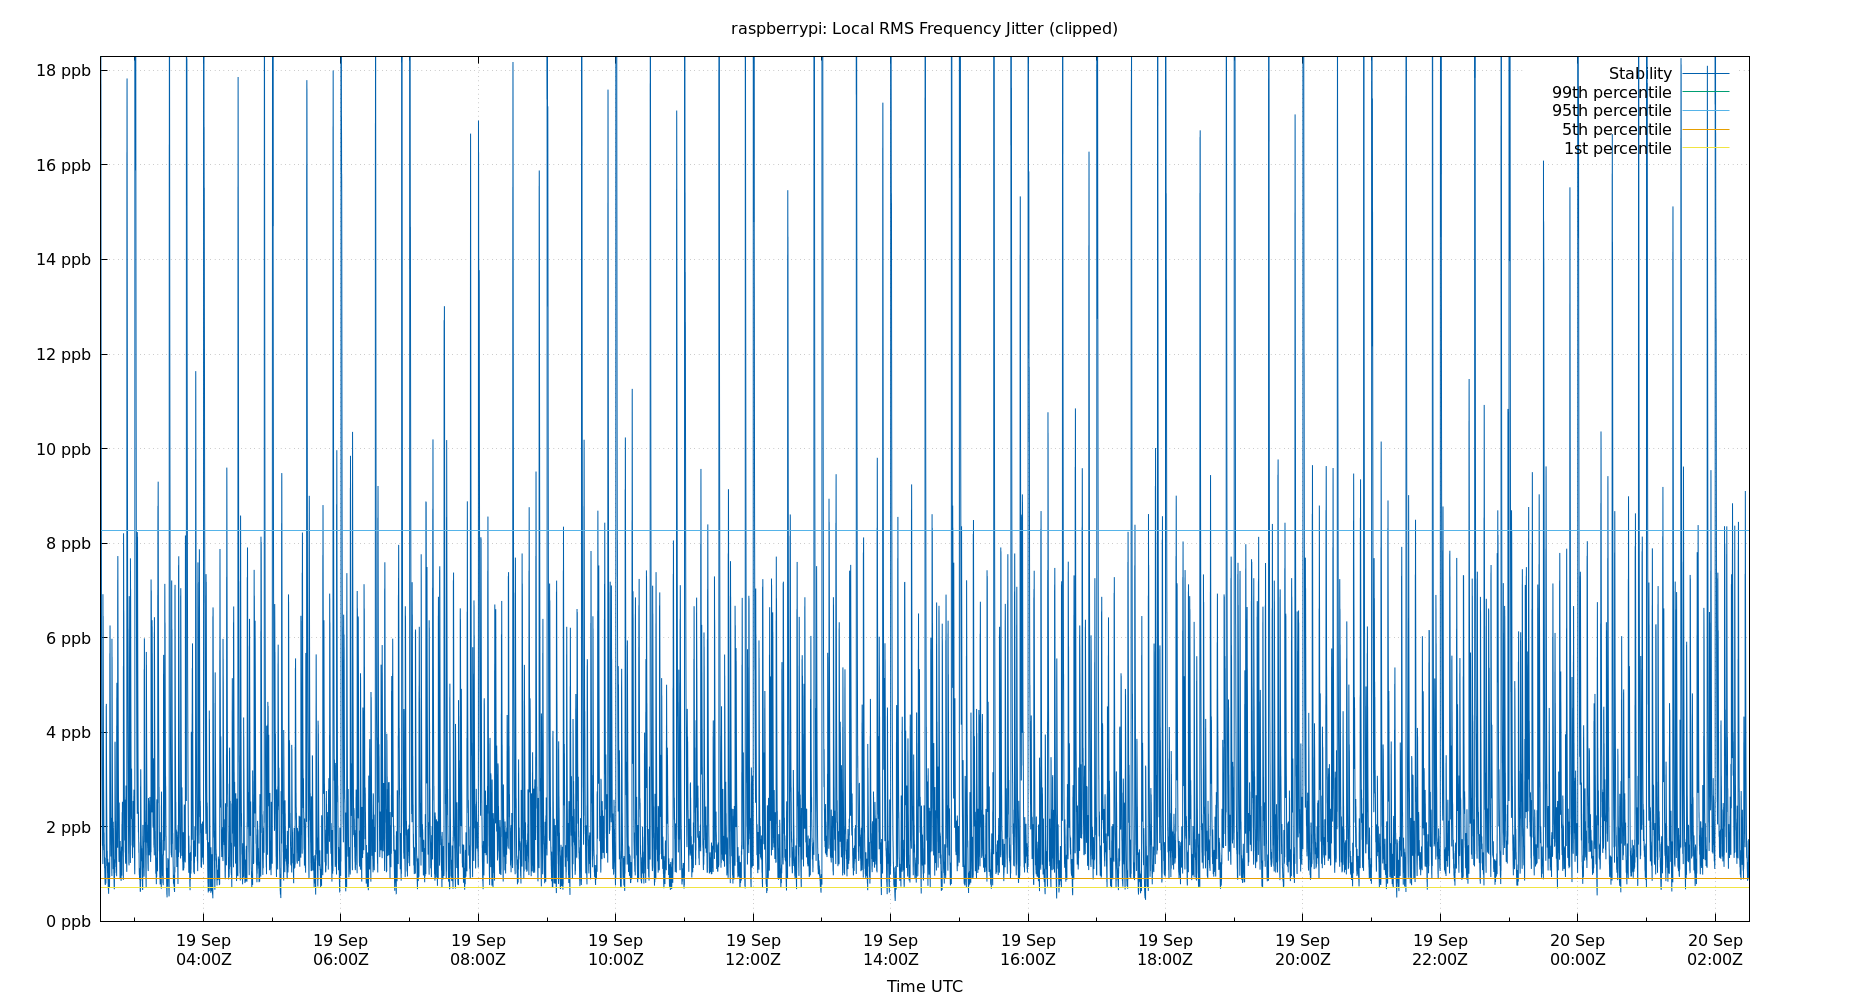 raspberrypi: Local RMS Frequency Jitter (clipped)
18 ppb
16 ppb
14 ppb
12 ppb
10 ppb
8 ppb
6 ppb
4 ppb
2 ppb
0 ppb
Stability
99th percentile
95th percentile
5th percentile
1st percentile
19 Sep 19 Sep 19 Sep 19 Sep 19 Sep 19 Sep 19 Sep 19 Sep 19 Sep 19 Sep 20 Sep 20 Sep
04:00Z 06:00Z 08:00Z 10:00Z 12:00Z 14:00Z 16:00Z 18:00Z 20:00Z 22:00Z 00:00Z 02:00Z
Time UTC